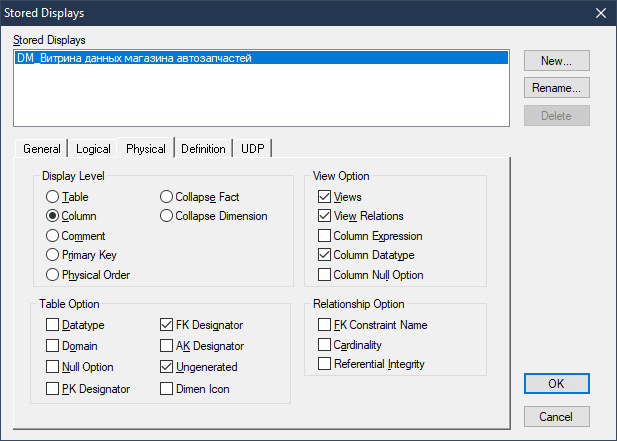 Stored Displays
Stored Displays
DM_Витрина данных магазина автозапчастей
New...
Rename...
Delete
General Logical Physical Definition UDP
Display Level
Table
Column
Comment
Primary Key
Physical Order
Collapse Fact
Collapse Dimension
View Option
Views
View Relations
Column Expression
Column Datatype
Column Null Option
Table Option
Datatype
Domain
Null Option
PK Designator
FK Designator
AK Designator
Ungenerated
Dimen Icon
Relationship Option
FK Constraint Name
Cardinality
Referential Integrity
OK
Cancel